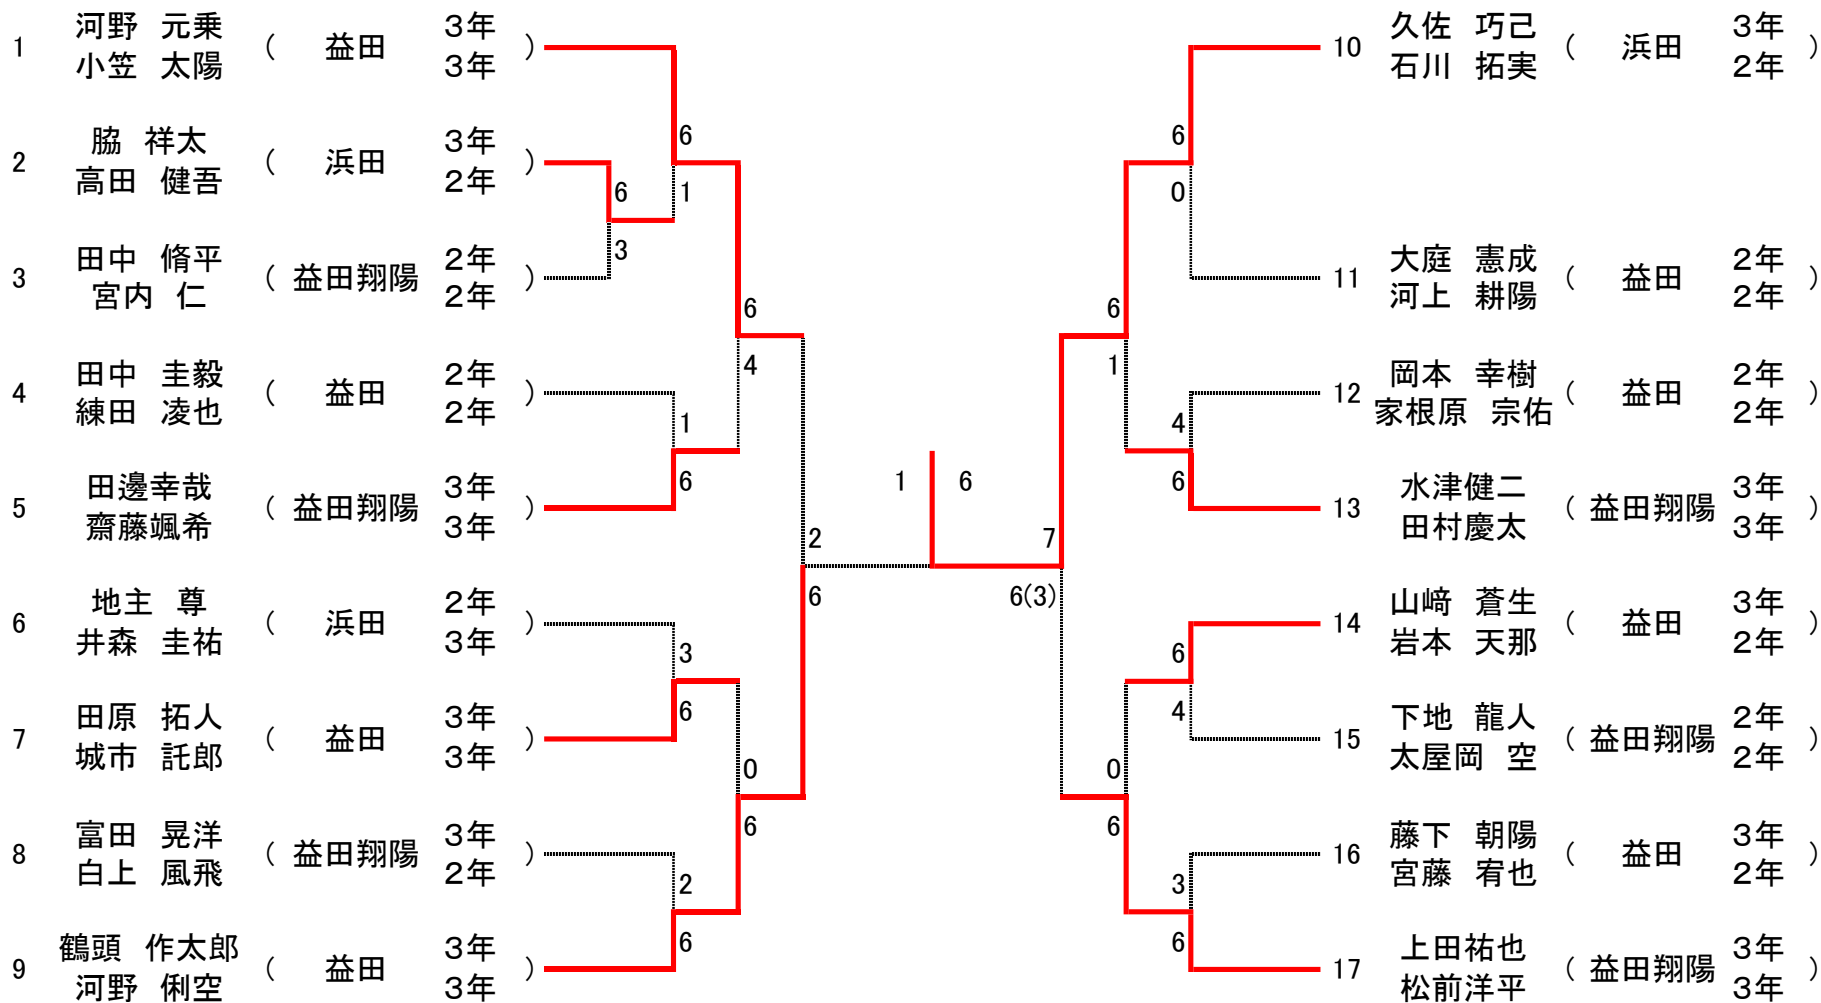 1 河野 元乗 ( 益田 3年 )
小笠 太陽 3年
2 脇 祥太 ( 浜田 3年 )
高田 健吾 2年
3 田中 脩平 ( 益田翔陽 2年 )
宮内 仁 2年
4 田中 圭毅 ( 益田 2年 )
練田 凌也 2年
5 田邊幸哉 ( 益田翔陽 3年 )
齋藤颯希 3年
6 地主 尊 ( 浜田 2年 )
井森 圭祐 3年
7 田原 拓人 ( 益田 3年 )
城市 託郎 3年
8 富田 晃洋 ( 益田翔陽 3年 )
白上 風飛 2年
9 鶴頭 作太郎 ( 益田 3年 )
河野 俐空 3年
6
1
6
3
6
4
1
6
2
6
3
6
0
6
2
6
1 6
7
6(3)
6
0
6
1
4
6
6
4
0
6
3
6
10 久佐 巧己 ( 浜田 3年 )
石川 拓実 2年
11 大庭 憲成 ( 益田 2年 )
河上 耕陽 2年
12 岡本 幸樹 ( 益田 2年 )
家根原 宗佑 2年
13 水津健二 ( 益田翔陽 3年 )
田村慶太 3年
14 山﨑 蒼生 ( 益田 3年 )
岩本 天那 2年
15 下地 龍人 ( 益田翔陽 2年 )
太屋岡 空 2年
16 藤下 朝陽 ( 益田 3年 )
宮藤 宥也 2年
17 上田祐也 ( 益田翔陽 3年 )
松前洋平 3年